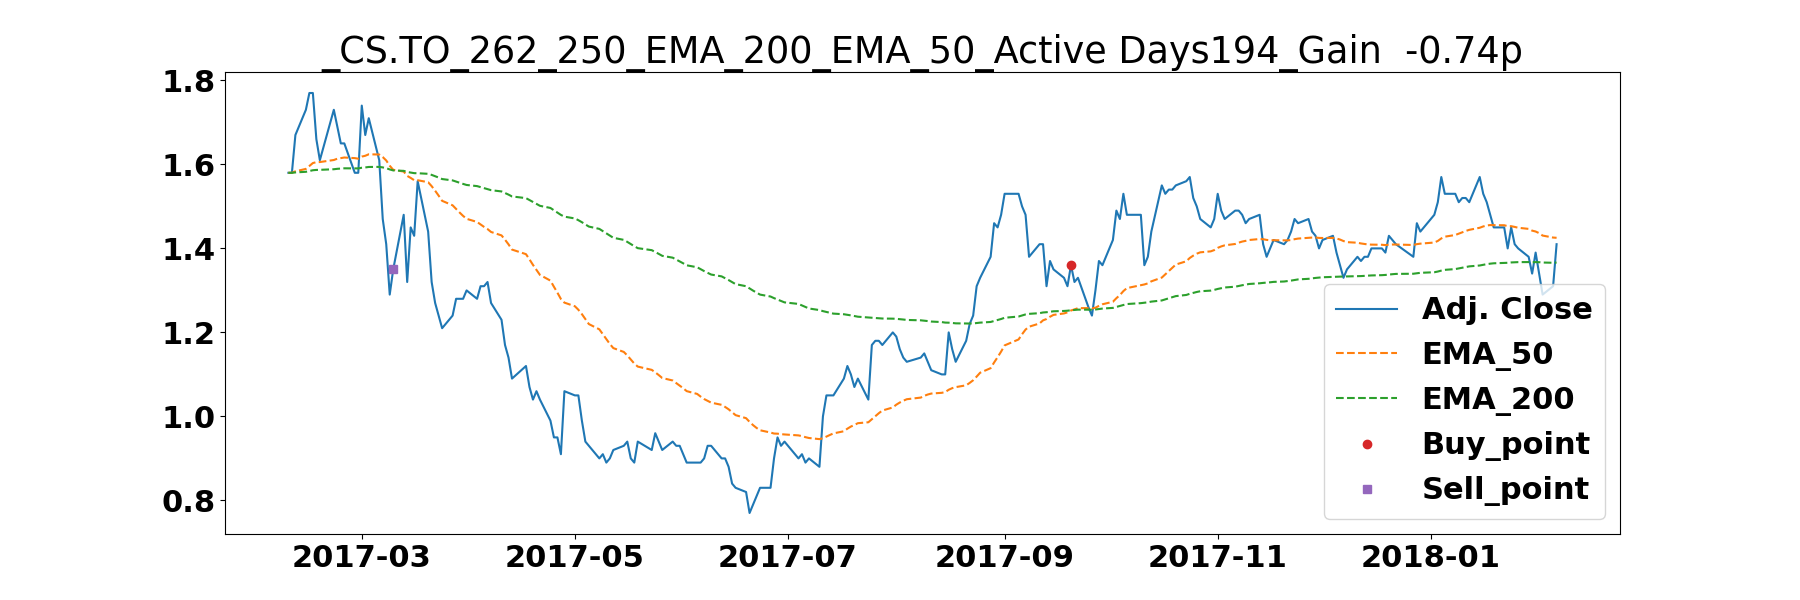 _CS.TO_262_250_EMA_200_EMA_50_Active Days194_Gain  -0.74p
1.8
1.6
1.4
1.2
1.0
0.8
Adj. Close
EMA_50
EMA_200
Buy_point
Sell_point
2017-03 2017-05 2017-07 2017-09 2017-11 2018-01